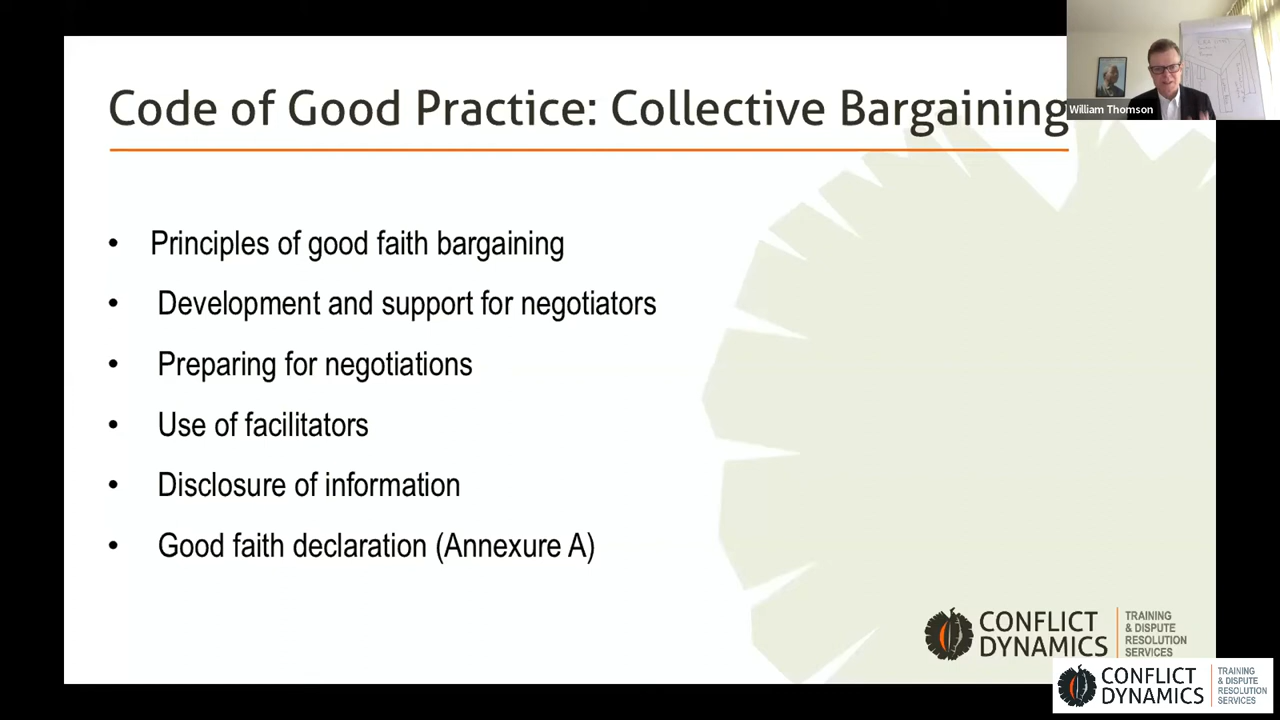 Code of Good Practice: Collective Bargaining
William Thomson
• Principles of good faith bargaining
• Development and support for negotiators
• Preparing for negotiations
• Use of facilitators
• Disclosure of information
• Good faith declaration (Annexure A)
CONFLICT
DYNAMICS
TRAINING
& DISPUTE
RESOLUTION
SERVICES
CONFLICT
DYNAMICS
TRAINING
& DISPUTE
RESOLUTION
SERVICES